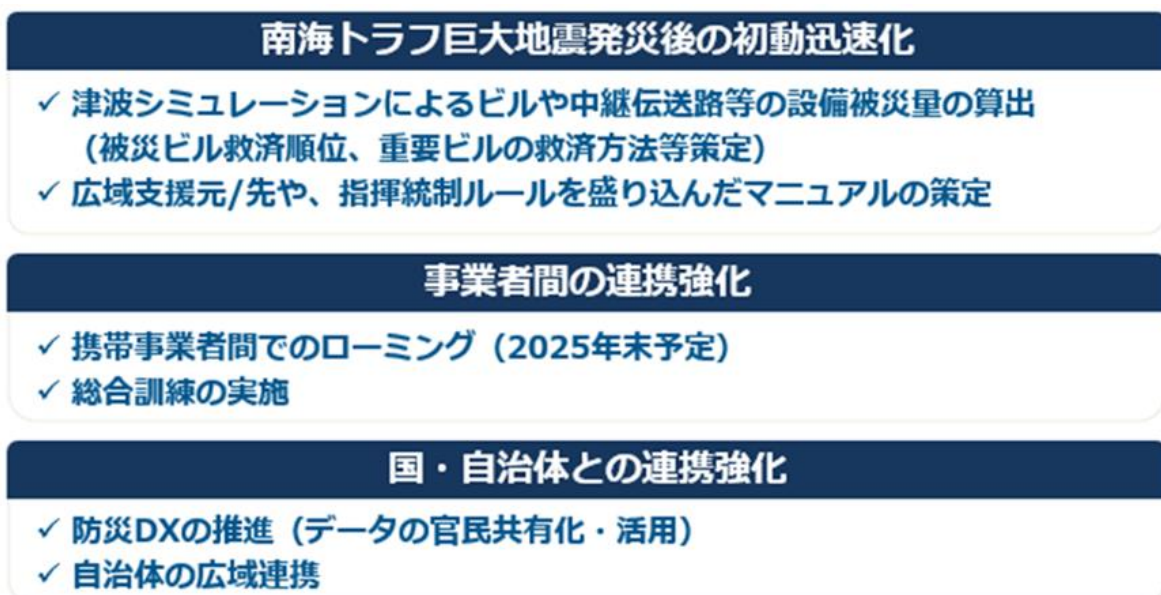 南海トラフ巨大地震発災後の初動迅速化
✓ 津波シミュレーションによるビルや中継伝送路等の設備被災量の算出
（被災ビル救済順位、重要ビルの救済方法等策定）
✓ 広域支援元/先や、指揮統制ルールを盛り込んだマニュアルの策定
事業者間の連携強化
✓ 携帯事業者間でのローミング（2025年末予定）
✓ 総合訓練の実施
国・自治体との連携強化
✓ 防災DXの推進（データの官民共有化・活用）
✓ 自治体の広域連携